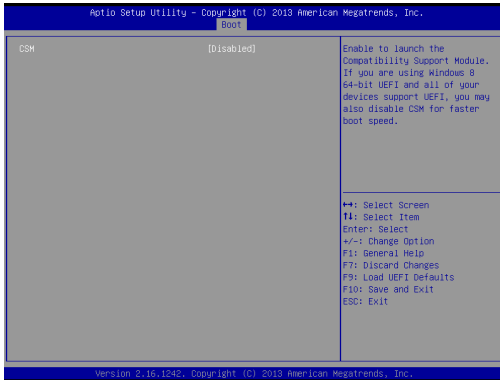 Aptio Setup Utility – Copyright (C) 2013 American Megatrends, Inc.
Boot
CSM [Disabled]
Enable to launch the
Compatibility Support Module.
If you are using Windows 8
64-bit UEFI and all of your
devices support UEFI, you may
also disable CSM for faster
boot speed.
↔: Select Screen
↑↓: Select Item
Enter: Select
+/-: Change Option
F1: General Help
F7: Discard Changes
F9: Load UEFI Defaults
F10: Save and Exit
ESC: Exit
Version 2.16.1242. Copyright (C) 2013 American Megatrends, Inc.